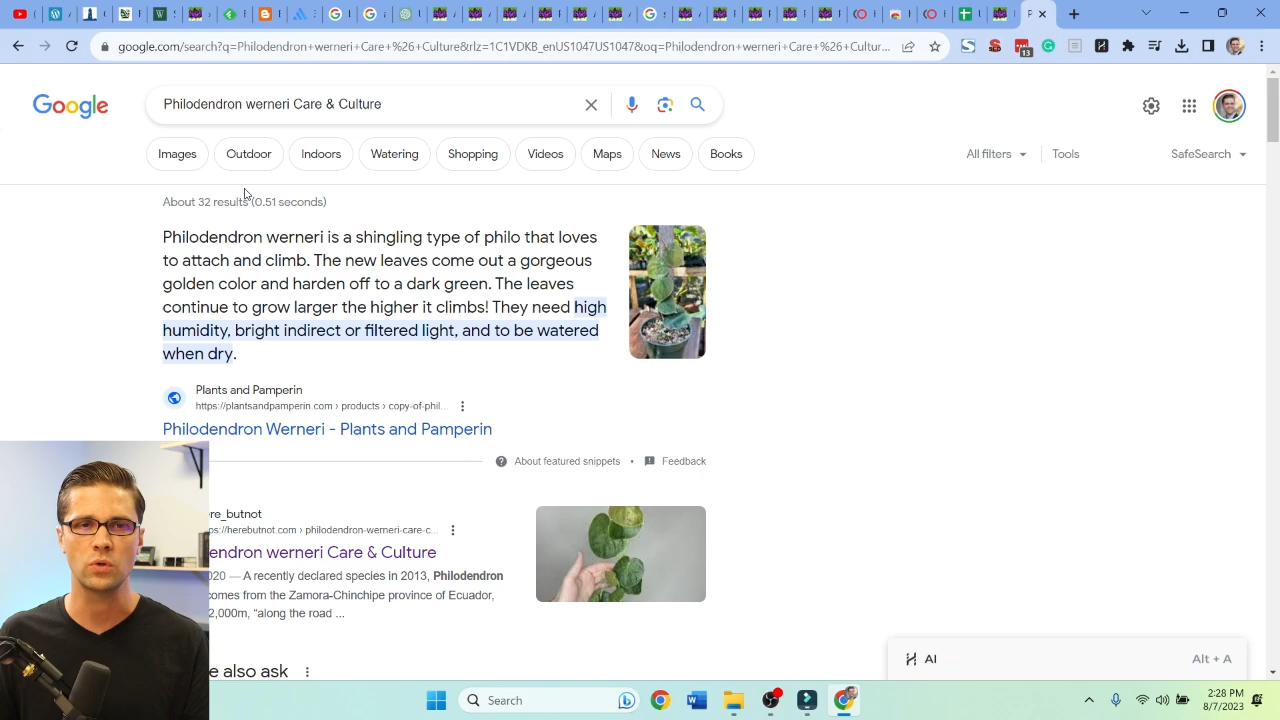 google.com/search?q=Philodendron+werneri+Care+%26+Culture&rlz=1C1VDKB_enUS1047US1047&oq=Philodendron+werneri+Care+%26+Cultur...
13
Google
Philodendron werneri Care & Culture
Images
Outdoor
Indoors
Watering
Shopping
Videos
Maps
News
Books
All filters
Tools
SafeSearch
About 32 results (0.51 seconds)
Philodendron werneri is a shingling type of philo that loves
to attach and climb. The new leaves come out a gorgeous
golden color and harden off to a dark green. The leaves
continue to grow larger the higher it climbs! They need high
humidity, bright indirect or filtered light, and to be watered
when dry.
Plants and Pamperin
https://plantsandpamperin.com › products › copy-of-phil...
Philodendron Werneri - Plants and Pamperin
About featured snippets
Feedback
re_butnot
ps://herebutnot.com › philodendron-werneri-care-c...
endron werneri Care & Culture
020 — A recently declared species in 2013, Philodendron
comes from the Zamora-Chinchipe province of Ecuador,
2,000m, “along the road ...
e also ask
AI
Alt + A
Search
2:28 PM
8/7/2023